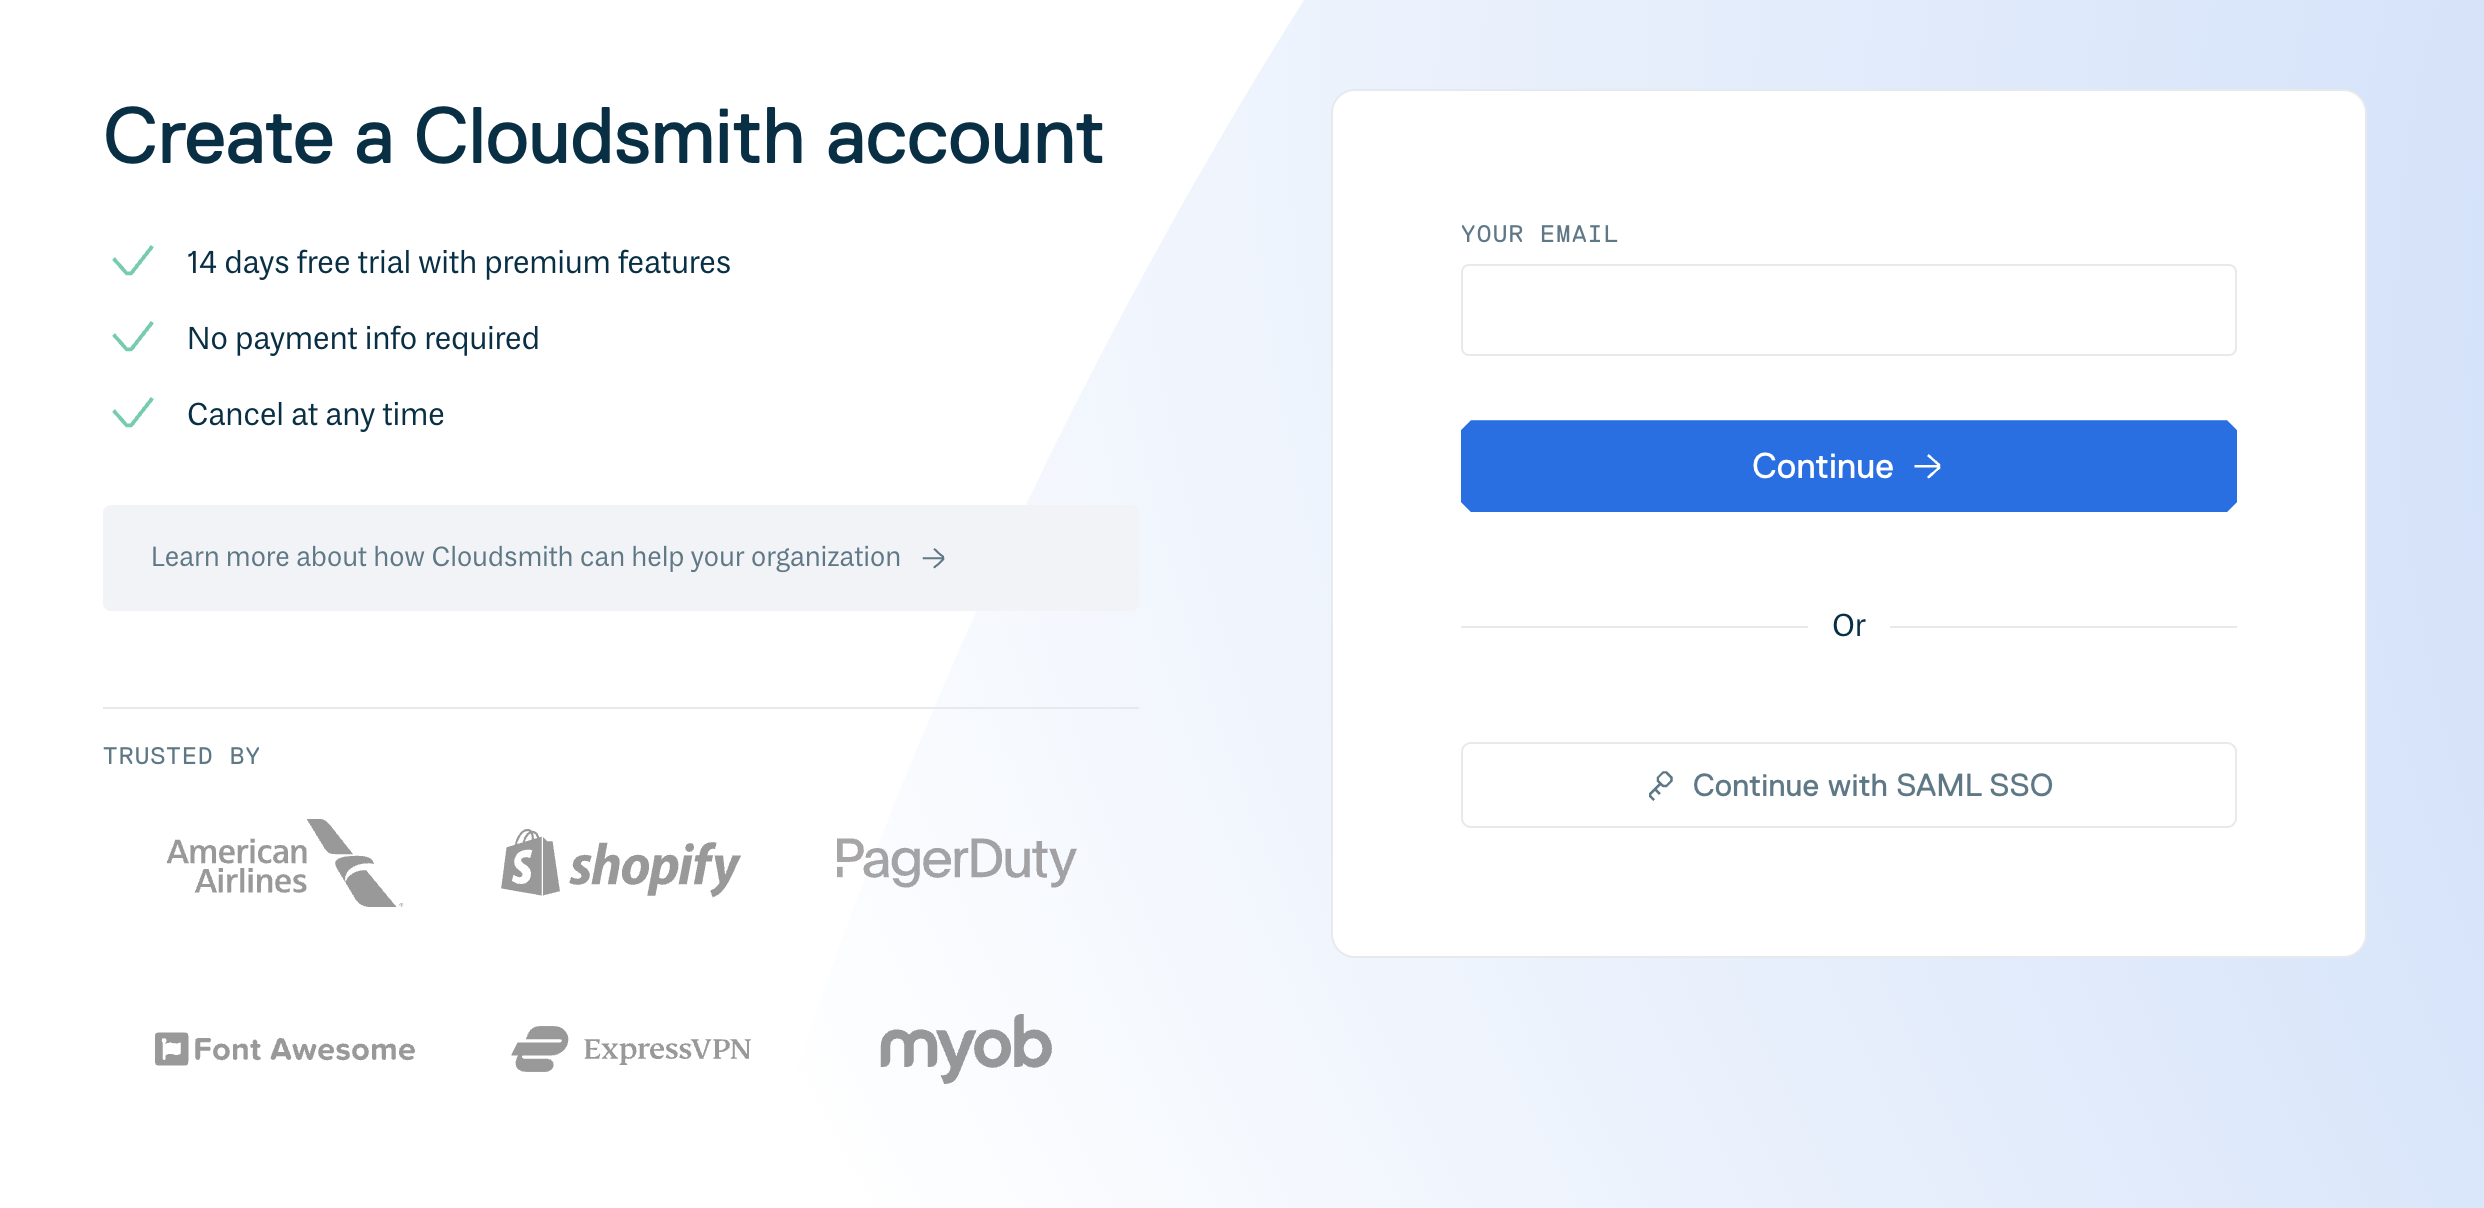 Create a Cloudsmith account
14 days free trial with premium features
No payment info required
Cancel at any time
Learn more about how Cloudsmith can help your organization
TRUSTED BY
American
Airlines
shopify
PagerDuty
Font Awesome
ExpressVPN
myob
YOUR EMAIL
Continue
Or
Continue with SAML SSO